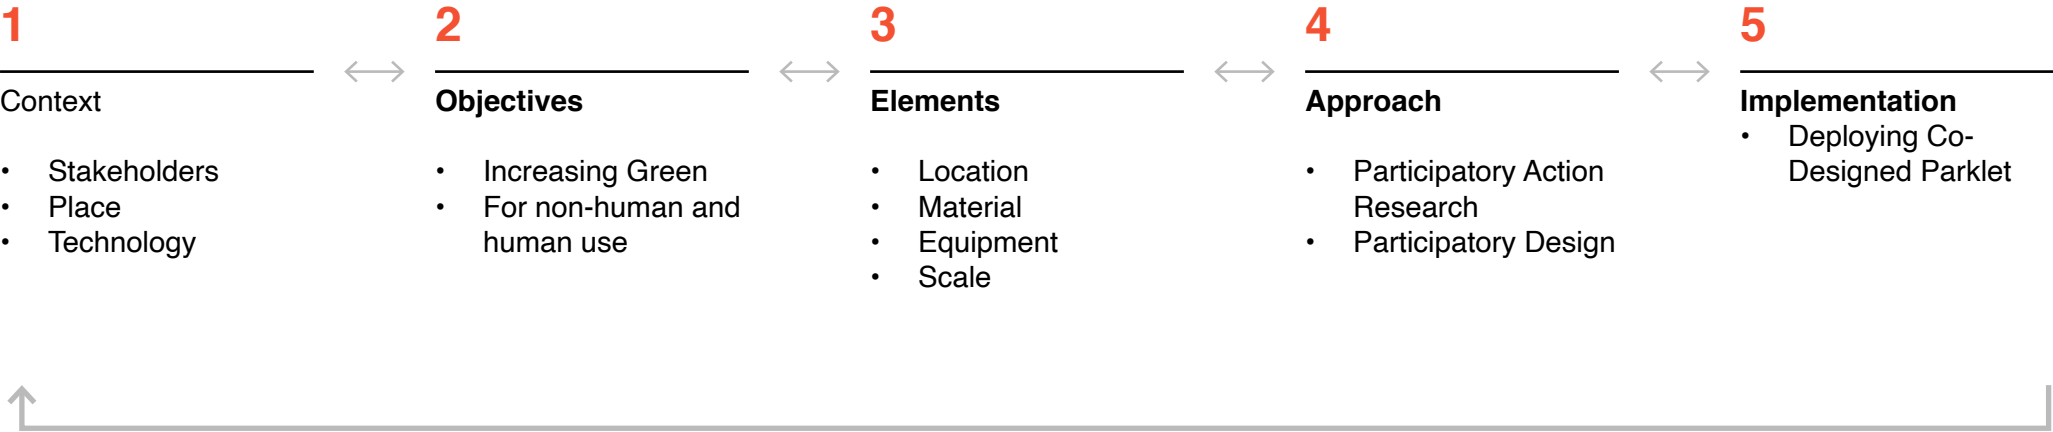 1
Context
• Stakeholders
• Place
• Technology
2
Objectives
• Increasing Green
• For non-human and
human use
3
Elements
• Location
• Material
• Equipment
• Scale
4
Approach
• Participatory Action
Research
• Participatory Design
5
Implementation
• Deploying Co-
Designed Parklet